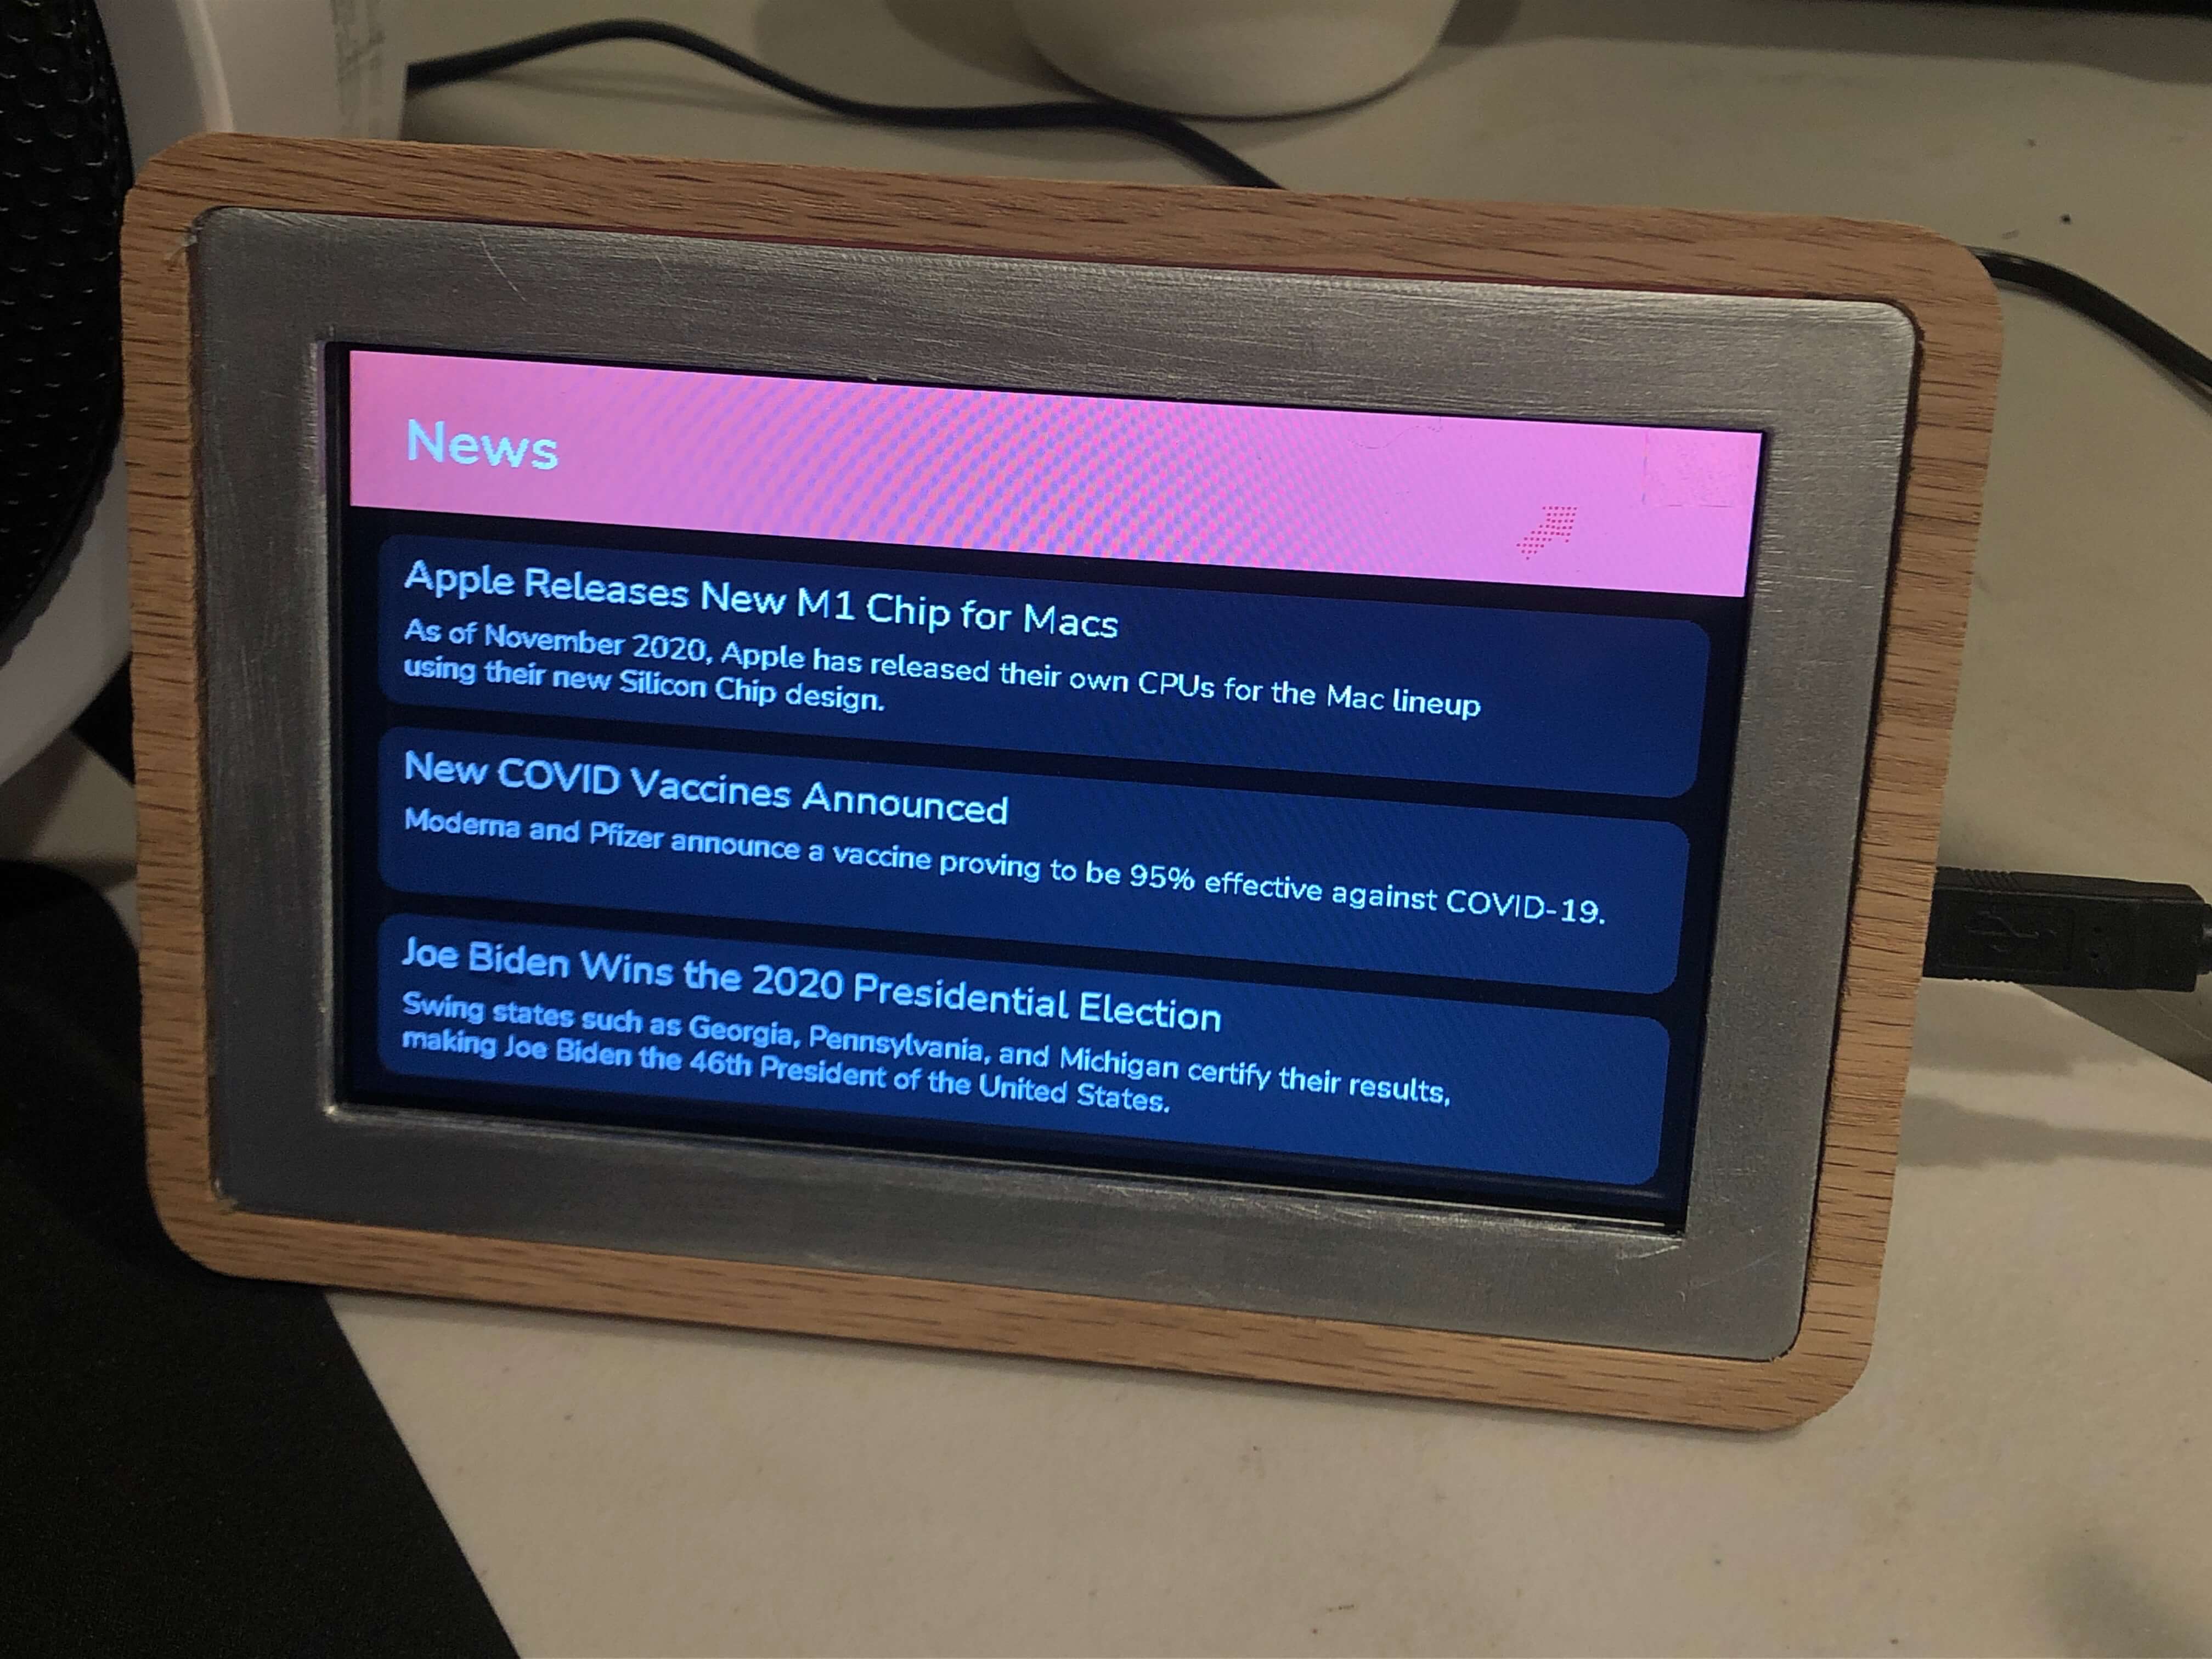 News
Apple Releases New M1 Chip for Macs
As of November 2020, Apple has released their own CPUs for the Mac lineup
using their new Silicon Chip design.
New COVID Vaccines Announced
Moderna and Pfizer announce a vaccine proving to be 95% effective against COVID-19.
Joe Biden Wins the 2020 Presidential Election
Swing states such as Georgia, Pennsylvania, and Michigan certify their results,
making Joe Biden the 46th President of the United States.